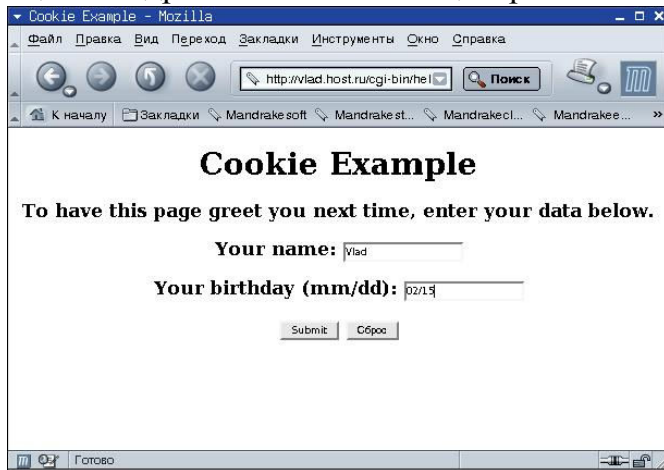 Cookie Example - Mozilla
Файл Правка Вид Переход Закладки Инструменты Окно Справка
http://vlad.host.ru/cgi-bin/hel Поиск
К началу Закладки Mandrakesoft Mandrakest... Mandrakecl... Mandrakee... »
Cookie Example
To have this page greet you next time, enter your data below.
Your name: Vlad
Your birthday (mm/dd): 02/15
Submit Сброс
Готово